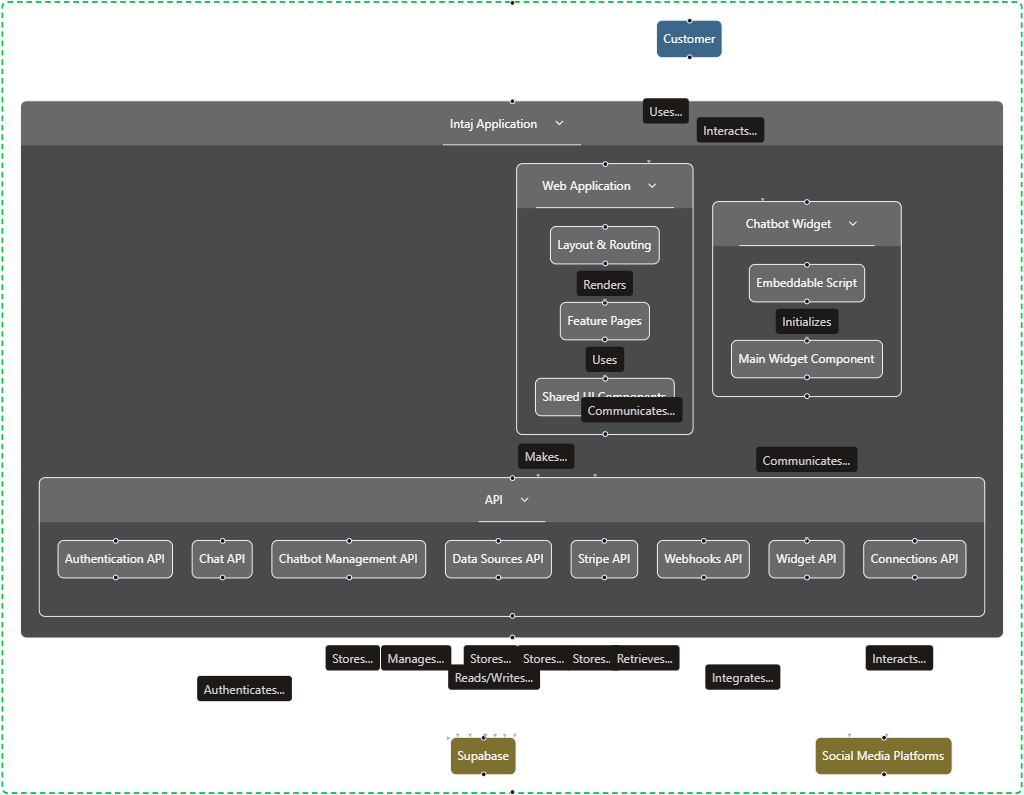 Customer
Uses...
Interacts...
Intaj Application
Web Application
Layout & Routing
Renders
Feature Pages
Uses
Shared UI Components
Communicates...
Chatbot Widget
Embeddable Script
Initializes
Main Widget Component
Makes...
Communicates...
API
Authentication API
Chat API
Chatbot Management API
Data Sources API
Stripe API
Webhooks API
Widget API
Connections API
Stores...
Manages...
Stores...
Stores...
Stores...
Retrieves...
Interacts...
Reads/Writes...
Integrates...
Authenticates...
Supabase
Social Media Platforms